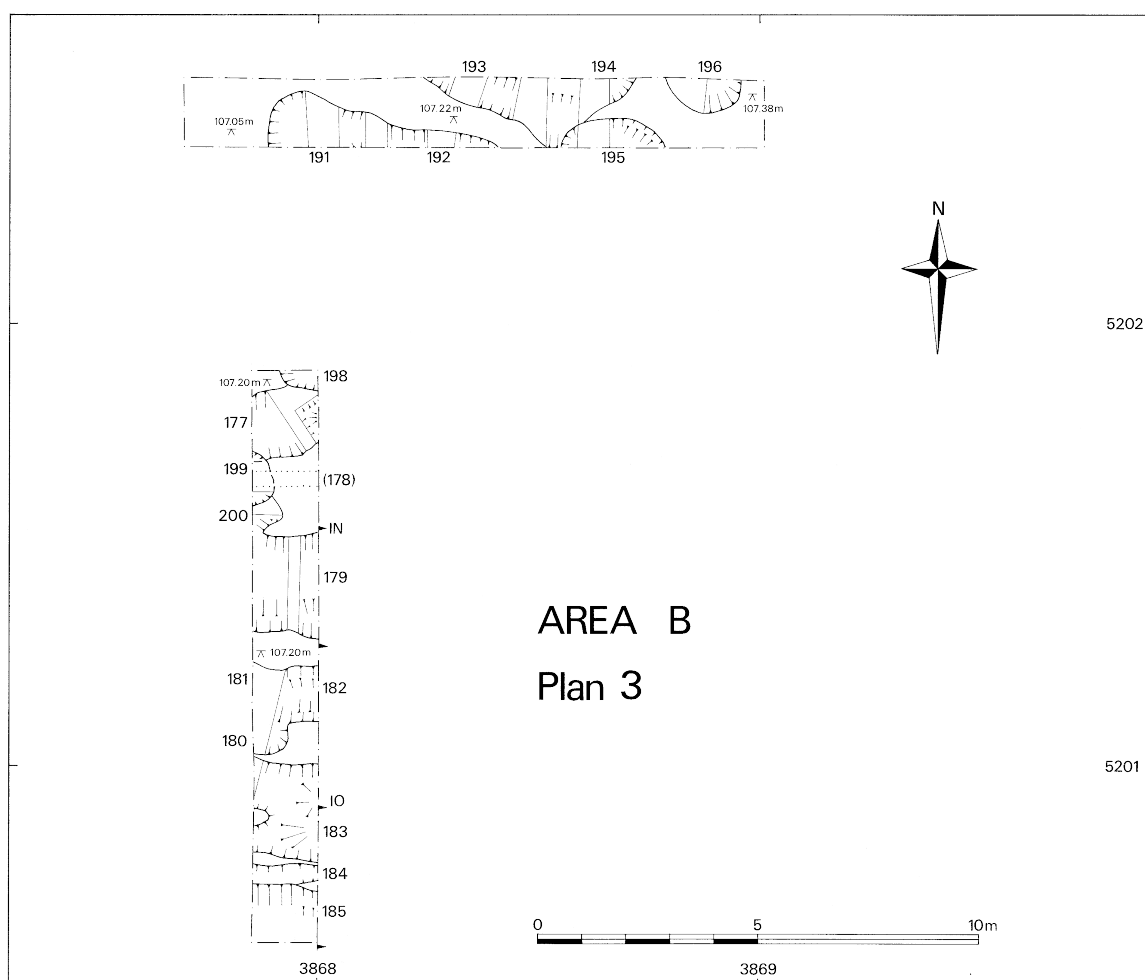 193 194 196
107.22m 107.38m
107.05m
191 192 195
N
5202
107.20m 198
177
199 (178)
200 IN
179
AREA B
107.20m
181 182
Plan 3
180
5201
IO
183
184
185
0 5 10m
3868 3869